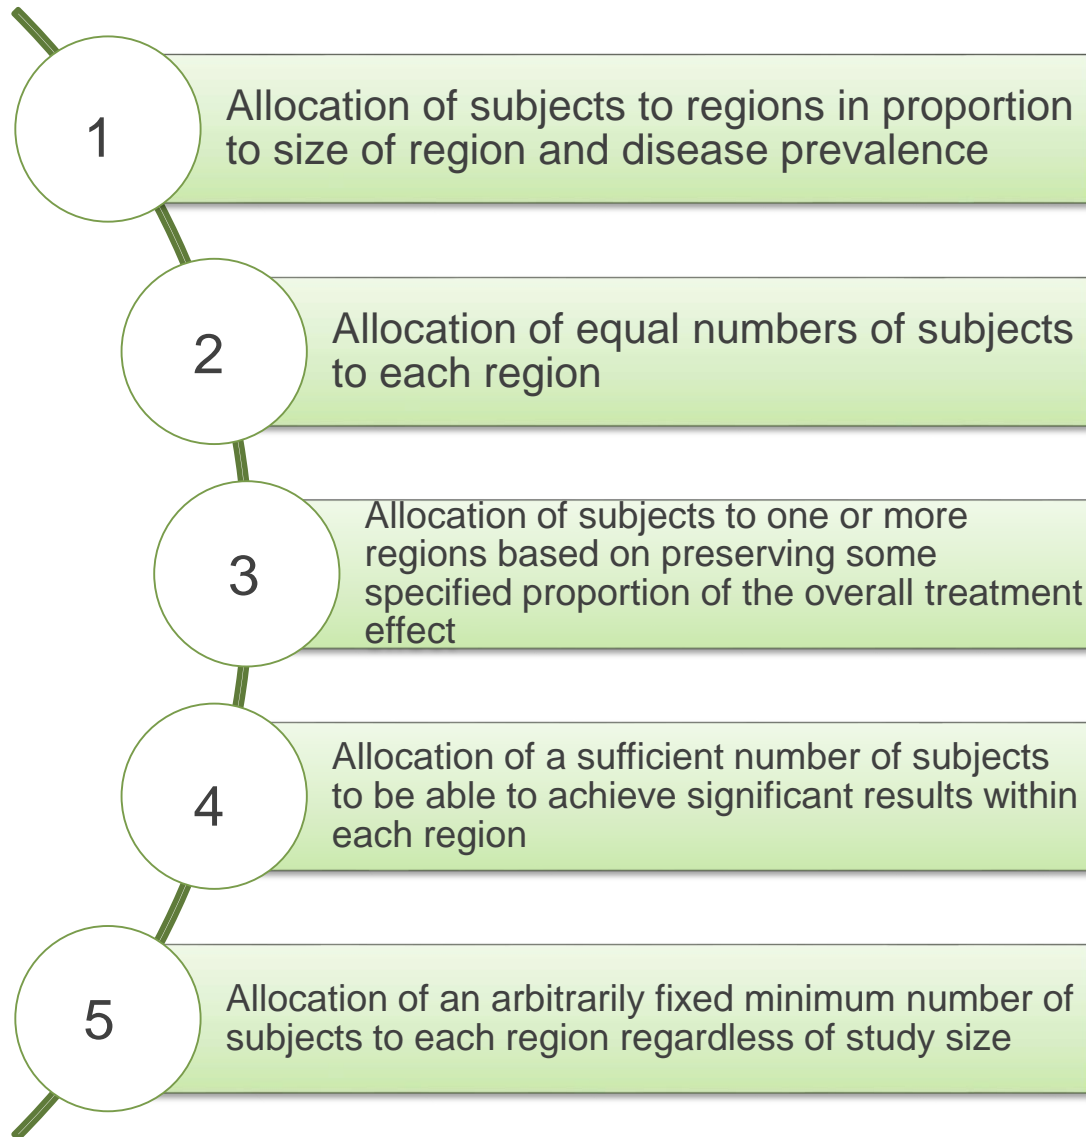 1
Allocation of subjects to regions in proportion
to size of region and disease prevalence
2
Allocation of equal numbers of subjects
to each region
3
Allocation of subjects to one or more
regions based on preserving some
specified proportion of the overall treatment
effect
4
Allocation of a sufficient number of subjects
to be able to achieve significant results within
each region
5
Allocation of an arbitrarily fixed minimum number of
subjects to each region regardless of study size